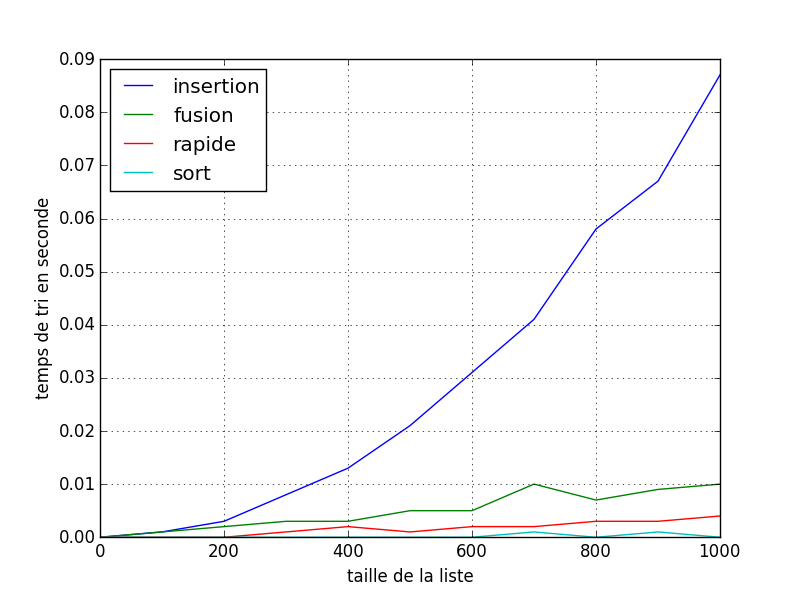 0.09
0.08
0.07
0.06
0.05
0.04
0.03
0.02
0.01
0.00
temps de tri en seconde
insertion
fusion
rapide
sort
0 200 400 600 800 1000
taille de la liste